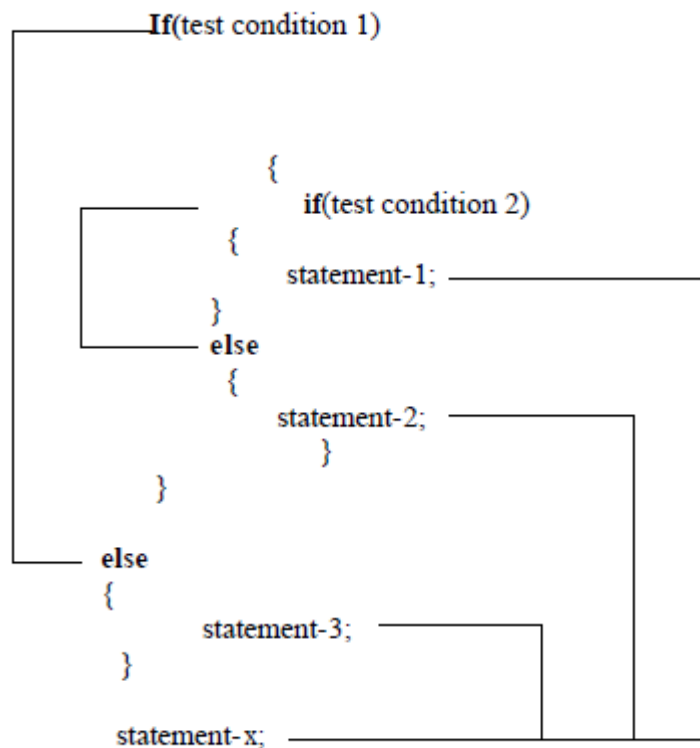 If(test condition 1)
{
if(test condition 2)
{
statement-1;
}
else
{
statement-2;
}
}
else
{
statement-3;
}
statement-x;